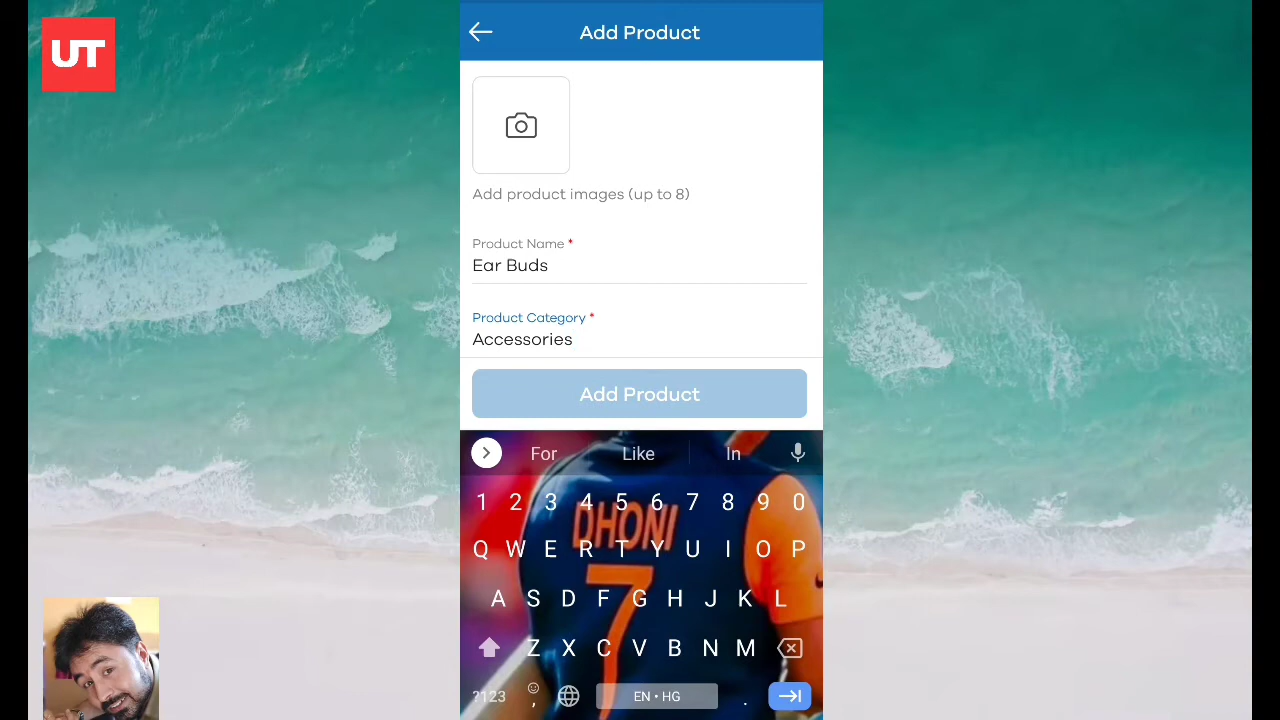 UT
Add Product
Add product images (up to 8)
Product Name *
Ear Buds
Product Category *
Accessories
Add Product
For Like In
1 2 3 4 5 6 7 8 9 0
DHONI
Q W E R T Y U I O P
7
A S D F G H J K L
Z X C V B N M
?123 , EN • HG .